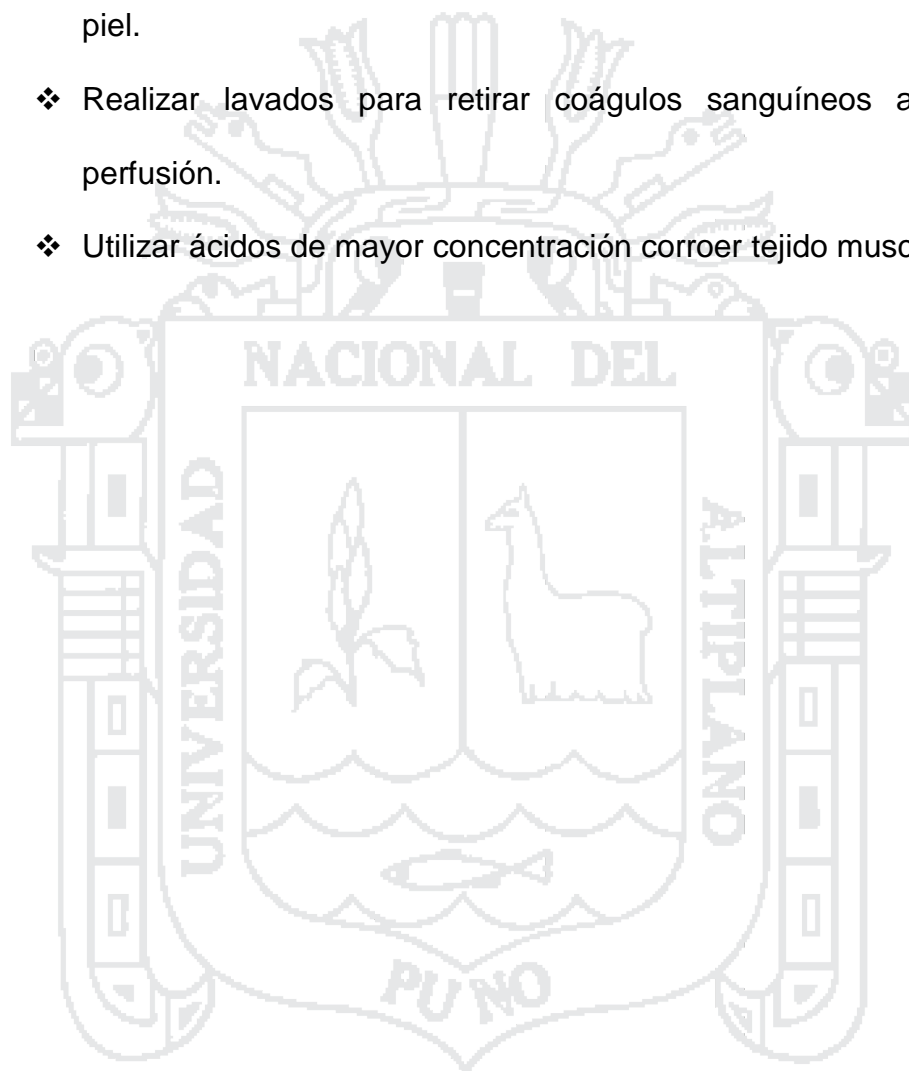 piel.
❖ Realizar lavados para retirar coágulos sanguíneos
perfusión.
❖ Utilizar ácidos de mayor concentración corroer tejido
NACIONAL DEL
UNIVERSIDAD
ALTIPLANO
PUNO